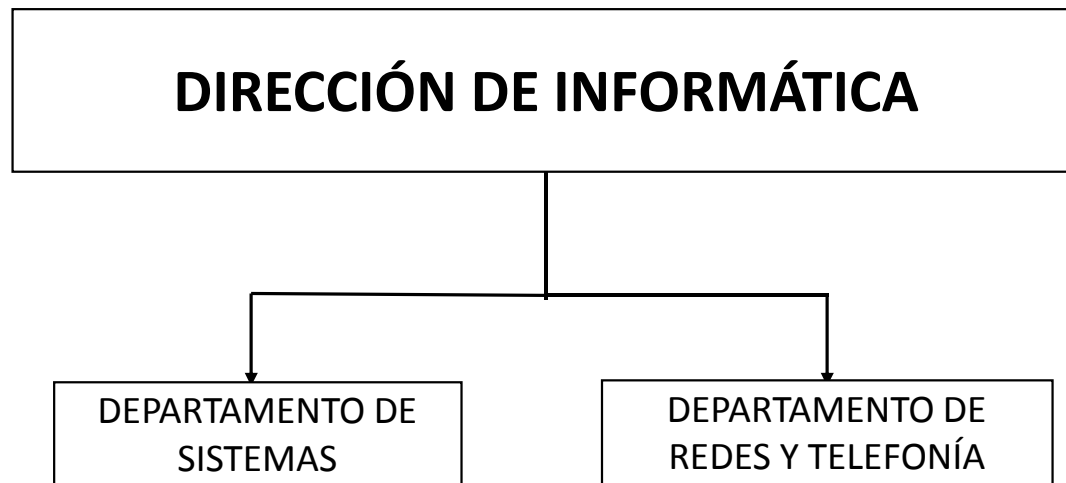 DIRECCIÓN DE INFORMÁTICA
DEPARTAMENTO DE
SISTEMAS
DEPARTAMENTO DE
REDES Y TELEFONÍA